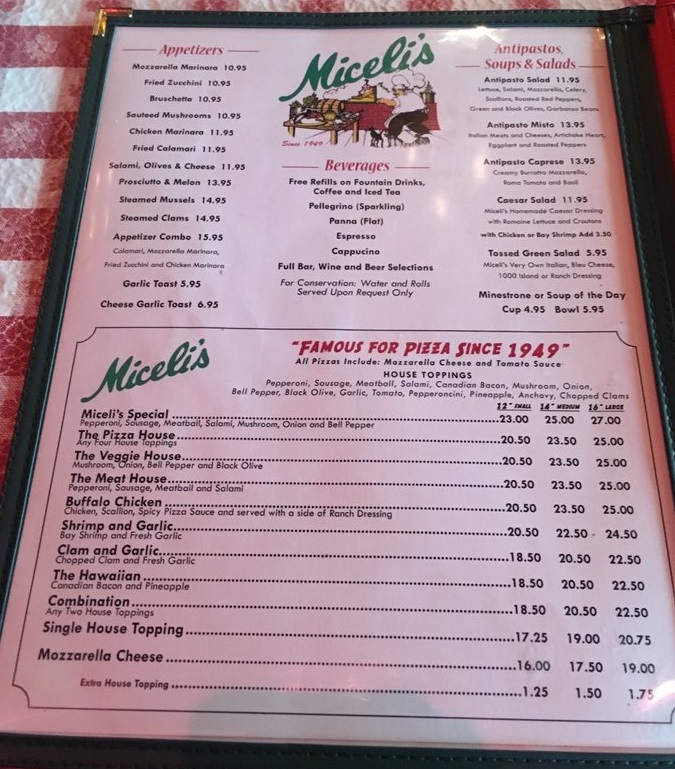 Appetizers
Mozzarella Marinara 10.95
Fried Zucchini 10.95
Bruschetta 10.95
Sauteed Mushrooms 10.95
Chicken Marinara 11.95
Fried Calamari 11.95
Salami, Olives & Cheese 11.95
Prosciutto & Melon 13.95
Steamed Mussels 14.95
Steamed Clams 14.95
Appetizer Combo 15.95
Calamari, Mozzarella Marinara,
Fried Zucchini and Chicken Marinara
Garlic Toast 5.95
Cheese Garlic Toast 6.95
Miceli's
Since 1949
Beverages
Free Refills on Fountain Drinks,
Coffee and Iced Tea
Pellegrino (Sparkling)
Panna (Flat)
Espresso
Cappucino
Full Bar, Wine and Beer Selections
For Conservation: Water and Rolls
Served Upon Request Only
Antipastos,
Soups & Salads
Antipasto Salad 11.95
Lettuce, Salami, Mozzarella, Celery,
Scallions, Roasted Red Peppers,
Green and Black Olives, Garbanzo Beans
Antipasto Misto 13.95
Italian Meats and Cheeses, Artichoke Heart,
Eggplant and Roasted Peppers
Antipasto Caprese 13.95
Creamy Burratta Mozzarella,
Roma Tomato and Basil
Caesar Salad 11.95
Miceli's Homemade Caesar Dressing
with Romaine Lettuce and Croutons
with Chicken or Bay Shrimp Add 3.50
Tossed Green Salad 5.95
Miceli's Very Own Italian, Bleu Cheese,
1000 Island or Ranch Dressing
Minestrone or Soup of the Day
Cup 4.95 Bowl 5.95
Miceli's
"FAMOUS FOR PIZZA SINCE 1949"
All Pizzas Include: Mozzarella Cheese and Tomato Sauce
HOUSE TOPPINGS
Pepperoni, Sausage, Meatball, Salami, Canadian Bacon, Mushroom, Onion,
Bell Pepper, Black Olive, Garlic, Tomato, Pepperoncini, Pineapple, Anchovy, Chopped Clams
12" SMALL 14" MEDIUM 16" LARGE
Miceli's Special 23.00 25.00 27.00
Pepperoni, Sausage, Meatball, Salami, Mushroom, Onion and Bell Pepper
The Pizza House 20.50 23.50 25.00
Any Four House Toppings
The Veggie House 20.50 23.50 25.00
Mushroom, Onion, Bell Pepper and Black Olive
The Meat House 20.50 23.50 25.00
Pepperoni, Sausage, Meatball and Salami
Buffalo Chicken 20.50 23.50 25.00
Chicken, Scallion, Spicy Pizza Sauce and served with a side of Ranch Dressing
Shrimp and Garlic 20.50 22.50 24.50
Bay Shrimp and Fresh Garlic
Clam and Garlic 18.50 20.50 22.50
Chopped Clam and Fresh Garlic
The Hawaiian 18.50 20.50 22.50
Canadian Bacon and Pineapple
Combination 18.50 20.50 22.50
Any Two House Toppings
Single House Topping 17.25 19.00 20.75
Mozzarella Cheese 16.00 17.50 19.00
Extra House Topping 1.25 1.50 1.75